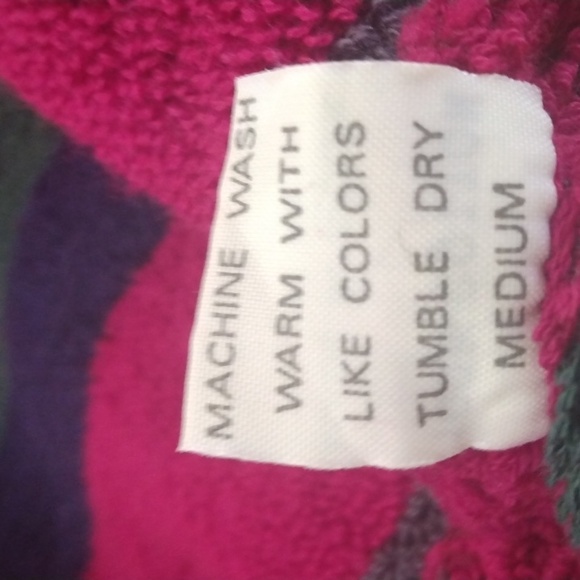 MACHINE WASH
WARM WITH
LIKE COLORS
TUMBLE DRY
MEDIUM